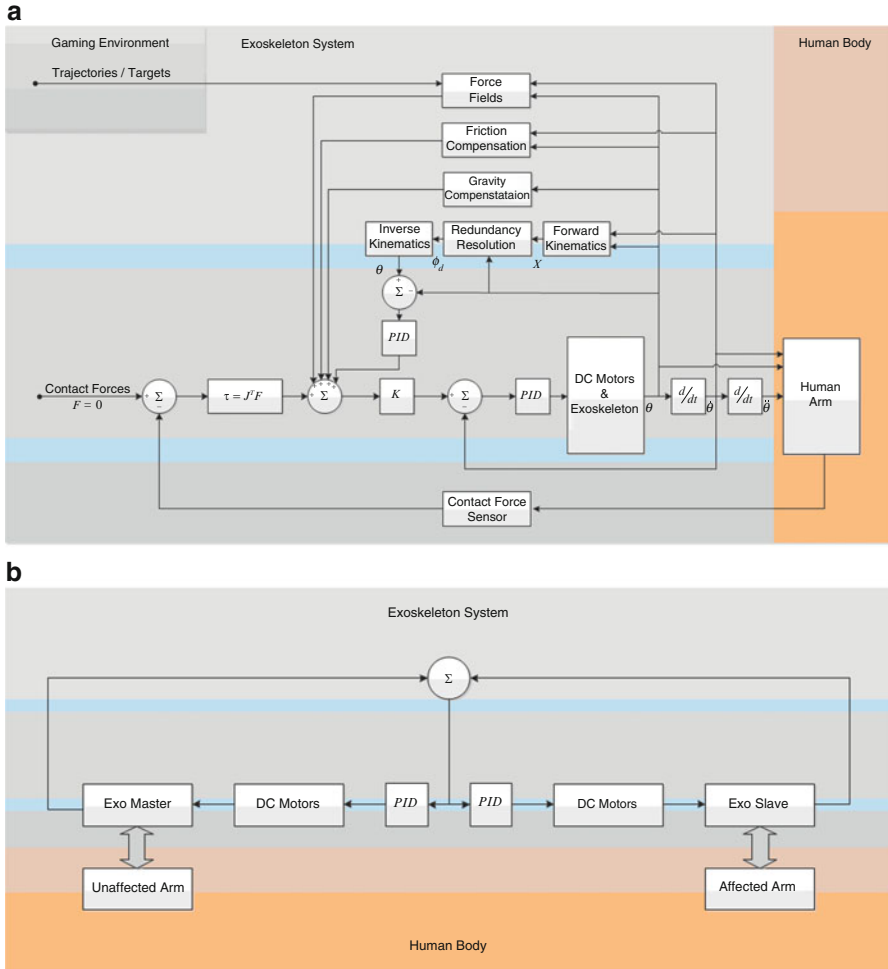 a
Gaming Environment
Exoskeleton System
Human Body
Trajectories / Targets
Force
Fields
Friction
Compensation
Gravity
Compenstataion
Inverse
Kinematics
Redundancy
Resolution
Forward
Kinematics
θ
ϕd
X
+
Σ
−
PID
Contact Forces
F = 0
+
Σ
−
τ = JᵀF
+ + + +
+ Σ
K
+
Σ
−
PID
DC Motors
&
Exoskeleton
θ
d/dt
θ̇
d/dt
θ̈
Human
Arm
Contact Force
Sensor
b
Exoskeleton System
Σ
Exo Master
DC Motors
PID
PID
DC Motors
Exo Slave
Unaffected Arm
Affected Arm
Human Body